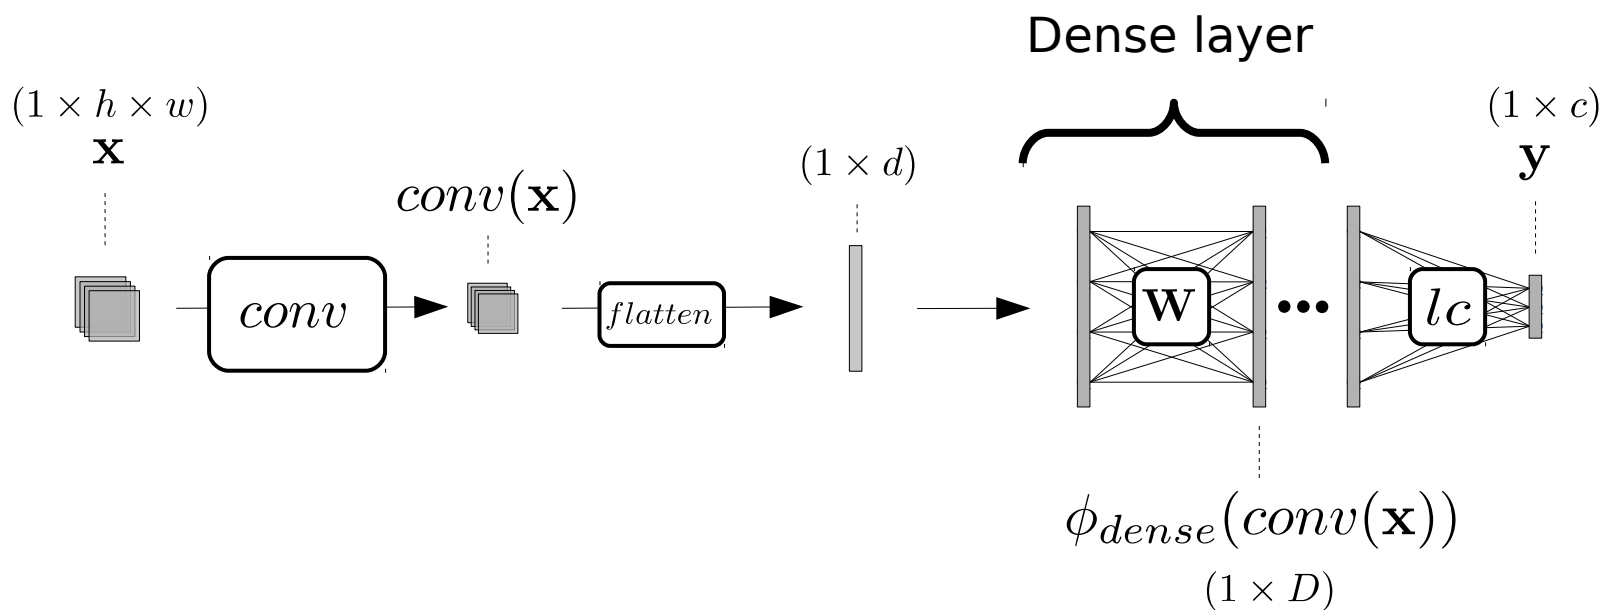 Dense layer
(1 × h × w)
x
conv
conv(x)
flatten
(1 × d)
W
•••
lc
(1 × c)
y
ϕ_dense(conv(x))
(1 × D)